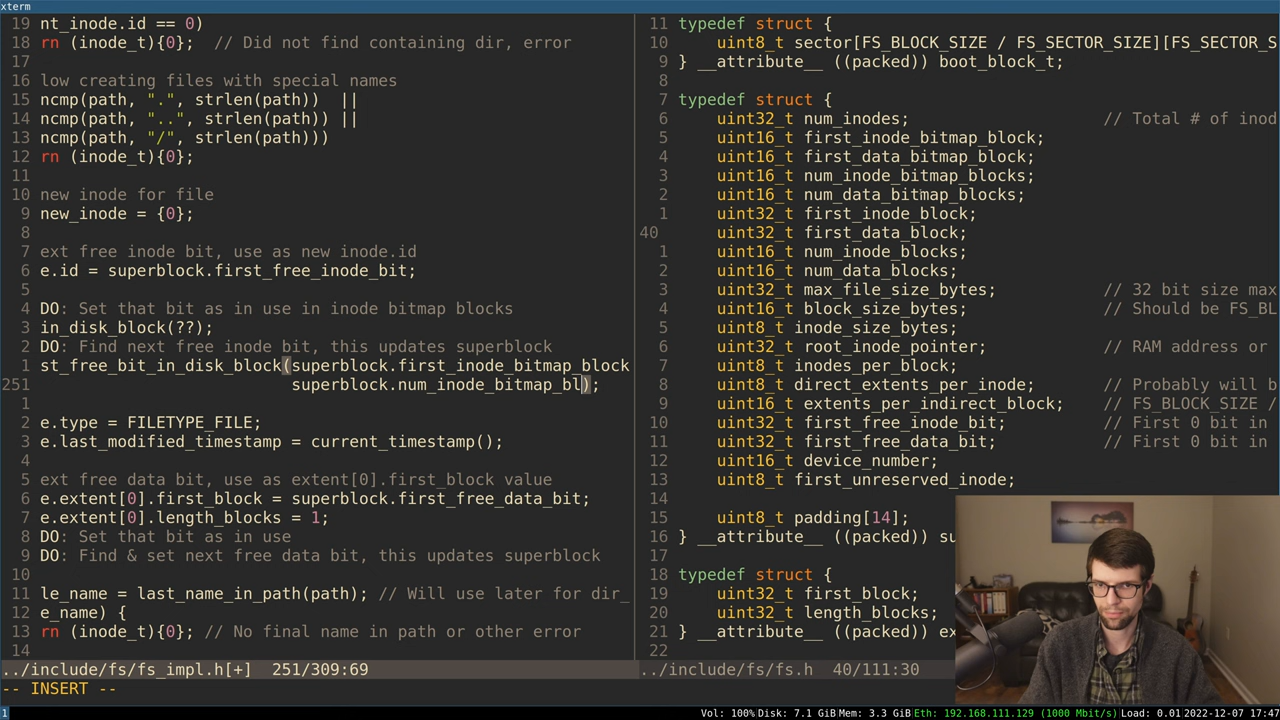 xterm
19 nt_inode.id == 0)
18 rn (inode_t){0};  // Did not find containing dir, error
17
16 low creating files with special names
15 ncmp(path, ".", strlen(path))  ||
14 ncmp(path, "..", strlen(path)) ||
13 ncmp(path, "/", strlen(path)))
12 rn (inode_t){0};
11
10 new inode for file
9 new_inode = {0};
8
7 ext free inode bit, use as new inode.id
6 e.id = superblock.first_free_inode_bit;
5
4 DO: Set that bit as in use in inode bitmap blocks
3 in_disk_block(??);
2 DO: Find next free inode bit, this updates superblock
1 st_free_bit_in_disk_block(superblock.first_inode_bitmap_block
251 superblock.num_inode_bitmap_bl);
1
2 e.type = FILETYPE_FILE;
3 e.last_modified_timestamp = current_timestamp();
4
5 ext free data bit, use as extent[0].first_block value
6 e.extent[0].first_block = superblock.first_free_data_bit;
7 e.extent[0].length_blocks = 1;
8 DO: Set that bit as in use
9 DO: Find & set next free data bit, this updates superblock
10
11 le_name = last_name_in_path(path); // Will use later for dir_
12 e_name) {
13 rn (inode_t){0}; // No final name in path or other error
14
../include/fs/fs_impl.h[+]  251/309:69
-- INSERT --
11 typedef struct {
10 uint8_t sector[FS_BLOCK_SIZE / FS_SECTOR_SIZE][FS_SECTOR_S
9 } __attribute__ ((packed)) boot_block_t;
8
7 typedef struct {
6 uint32_t num_inodes; // Total # of inod
5 uint16_t first_inode_bitmap_block;
4 uint16_t first_data_bitmap_block;
3 uint16_t num_inode_bitmap_blocks;
2 uint16_t num_data_bitmap_blocks;
1 uint32_t first_inode_block;
40 uint32_t first_data_block;
1 uint16_t num_inode_blocks;
2 uint16_t num_data_blocks;
3 uint32_t max_file_size_bytes; // 32 bit size max
4 uint16_t block_size_bytes; // Should be FS_BL
5 uint8_t inode_size_bytes;
6 uint32_t root_inode_pointer; // RAM address or
7 uint8_t inodes_per_block;
8 uint8_t direct_extents_per_inode; // Probably will b
9 uint16_t extents_per_indirect_block; // FS_BLOCK_SIZE /
10 uint32_t first_free_inode_bit; // First 0 bit in
11 uint32_t first_free_data_bit; // First 0 bit in
12 uint16_t device_number;
13 uint8_t first_unreserved_inode;
14
15 uint8_t padding[14];
16 } __attribute__ ((packed) su
17
18 typedef struct {
19 uint32_t first_block;
20 uint32_t length_blocks;
21 } __attribute__ ((packed) ex
22
../include/fs/fs.h  40/111:30
1 Vol: 100% Disk: 7.1 GiB Mem: 3.3 GiB Eth: 192.168.111.129 (1000 Mbit/s) Load: 0.01 2022-12-07 17:47